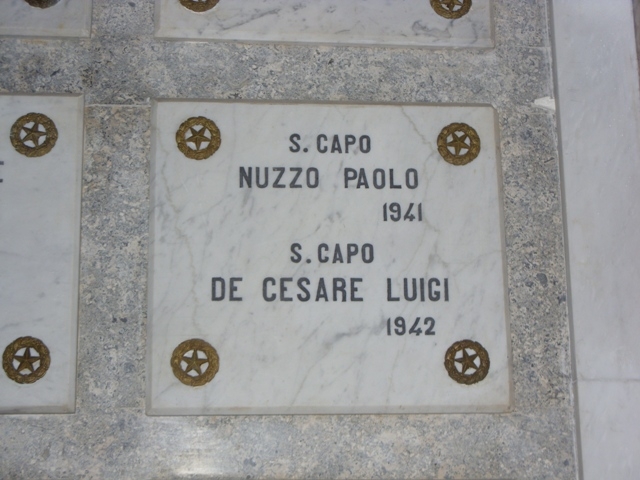 S. CAPO
NUZZO PAOLO
1941
S. CAPO
DE CESARE LUIGI
1942